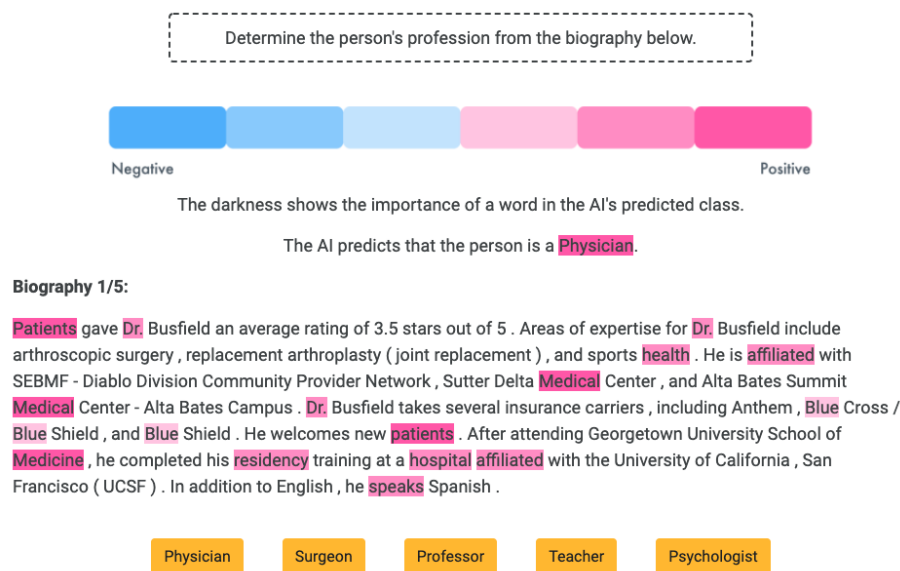 Determine the person's profession from the biography below.
Negative
Positive
The darkness shows the importance of a word in the AI's predicted class.
The AI predicts that the person is a Physician.
Biography 1/5:
Patients gave Dr. Busfield an average rating of 3.5 stars out of 5 . Areas of expertise for Dr. Busfield include
arthroscopic surgery , replacement arthroplasty ( joint replacement ) , and sports health . He is affiliated with
SEBMF - Diablo Division Community Provider Network , Sutter Delta Medical Center , and Alta Bates Summit
Medical Center - Alta Bates Campus . Dr. Busfield takes several insurance carriers , including Anthem , Blue Cross /
Blue Shield , and Blue Shield . He welcomes new patients . After attending Georgetown University School of
Medicine , he completed his residency training at a hospital affiliated with the University of California , San
Francisco ( UCSF ) . In addition to English , he speaks Spanish .
Physician
Surgeon
Professor
Teacher
Psychologist